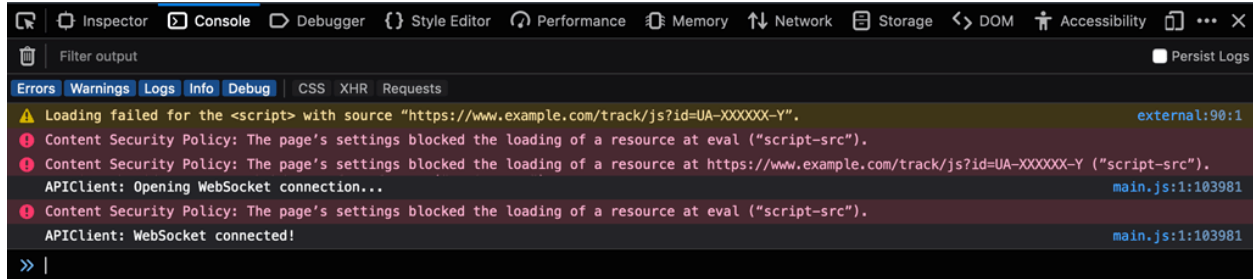 Inspector Console Debugger {} Style Editor Performance Memory Network Storage DOM Accessibility
Filter output Persist Logs
Errors Warnings Logs Info Debug CSS XHR Requests
Loading failed for the <script> with source “https://www.example.com/track/js?id=UA-XXXXXX-Y”. external:90:1
Content Security Policy: The page’s settings blocked the loading of a resource at eval (“script-src”).
Content Security Policy: The page’s settings blocked the loading of a resource at https://www.example.com/track/js?id=UA-XXXXXX-Y (“script-src”).
APIClient: Opening WebSocket connection... main.js:1:103981
Content Security Policy: The page’s settings blocked the loading of a resource at eval (“script-src”).
APIClient: WebSocket connected! main.js:1:103981
»